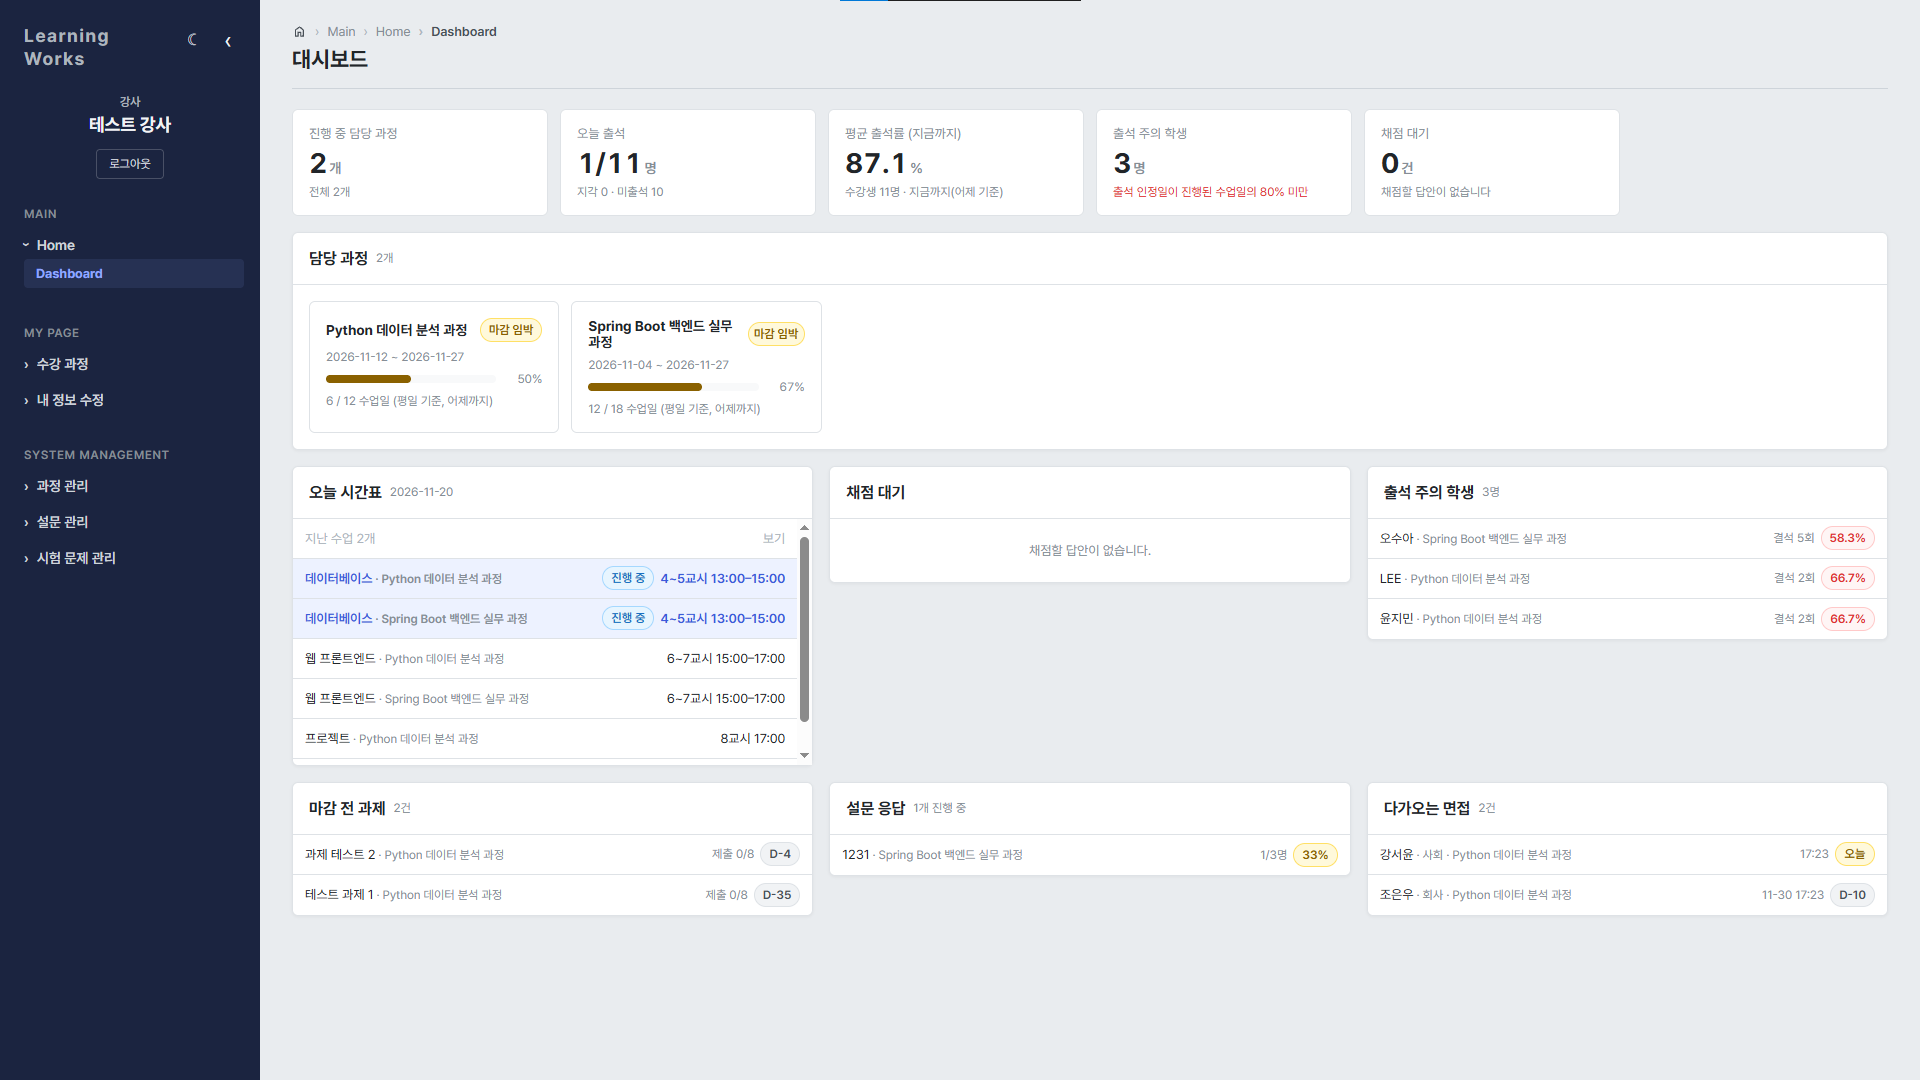 Learning
Works
강사
테스트 강사
로그아웃
MAIN
Home
Dashboard
MY PAGE
수강 과정
내 정보 수정
SYSTEM MANAGEMENT
과정 관리
설문 관리
시험 문제 관리
› Main › Home › Dashboard
대시보드
진행 중 담당 과정
2개
전체 2개
오늘 출석
1/11명
지각 0 · 미출석 10
평균 출석률 (지금까지)
87.1%
수강생 11명 · 지금까지(어제 기준)
출석 주의 학생
3명
출석 인정일이 진행된 수업일의 80% 미만
채점 대기
0건
채점할 답안이 없습니다
담당 과정 2개
Python 데이터 분석 과정 마감 임박
2026-11-12 ~ 2026-11-27
50%
6 / 12 수업일 (평일 기준, 어제까지)
Spring Boot 백엔드 실무
과정
마감 임박
2026-11-04 ~ 2026-11-27
67%
12 / 18 수업일 (평일 기준, 어제까지)
오늘 시간표 2026-11-20
지난 수업 2개 보기
데이터베이스 · Python 데이터 분석 과정 진행 중 4~5교시 13:00–15:00
데이터베이스 · Spring Boot 백엔드 실무 과정 진행 중 4~5교시 13:00–15:00
웹 프론트엔드 · Python 데이터 분석 과정 6~7교시 15:00–17:00
웹 프론트엔드 · Spring Boot 백엔드 실무 과정 6~7교시 15:00–17:00
프로젝트 · Python 데이터 분석 과정 8교시 17:00
채점 대기
채점할 답안이 없습니다.
출석 주의 학생 3명
오수아 · Spring Boot 백엔드 실무 과정 결석 5회 58.3%
LEE · Python 데이터 분석 과정 결석 2회 66.7%
윤지민 · Python 데이터 분석 과정 결석 2회 66.7%
마감 전 과제 2건
과제 테스트 2 · Python 데이터 분석 과정 제출 0/8 D-4
테스트 과제 1 · Python 데이터 분석 과정 제출 0/8 D-35
설문 응답 1개 진행 중
1231 · Spring Boot 백엔드 실무 과정 1/3명 33%
다가오는 면접 2건
강서윤 · 사회 · Python 데이터 분석 과정 17:23 오늘
조은우 · 회사 · Python 데이터 분석 과정 11-30 17:23 D-10